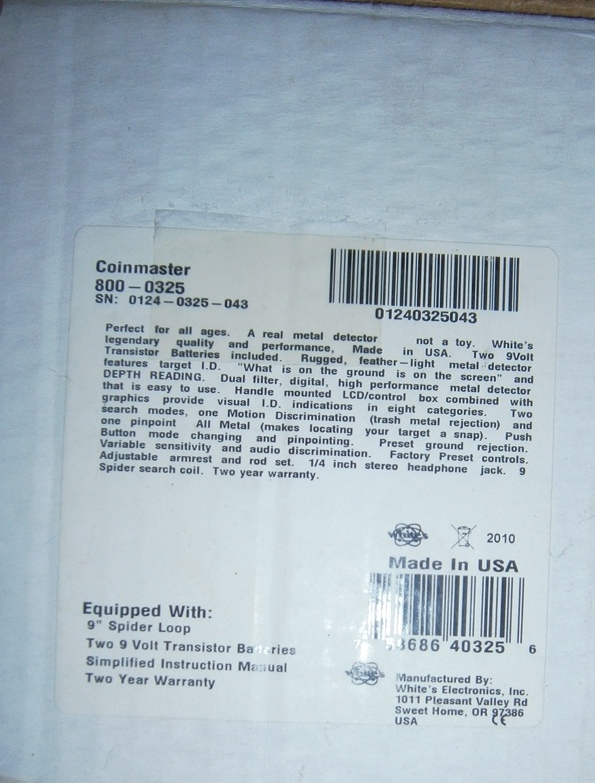 Coinmaster
800-0325
SN: 0124-0325-043
01240325043
Perfect for all ages. A real metal detector not a toy. White's
legendary quality and performance, Made in USA. Two 9Volt
Transistor Batteries included. Rugged, feather-light metal detector
features target I.D. "What is on the ground is on the screen" and
DEPTH READING. Dual filter, digital, high performance metal detector
that is easy to use. Handle mounted LCD/control box combined with
graphics provide visual I.D. indications in eight categories. Two
search modes, one Motion Discrimination (trash metal rejection) and
one pinpoint All Metal (makes locating your target a snap). Push
Button mode changing and pinpointing. Preset ground rejection.
Variable sensitivity and audio discrimination. Factory Preset controls.
Adjustable armrest and rod set. 1/4 inch stereo headphone jack. 9
Spider search coil. Two year warranty.
White's
2010
Made In USA
Equipped With:
9" Spider Loop
Two 9 Volt Transistor Batteries
Simplified Instruction Manual
Two Year Warranty
40325 6
White's
Manufactured By:
White's Electronics, Inc.
1011 Pleasant Valley Rd
Sweet Home, OR 97386
USA CE